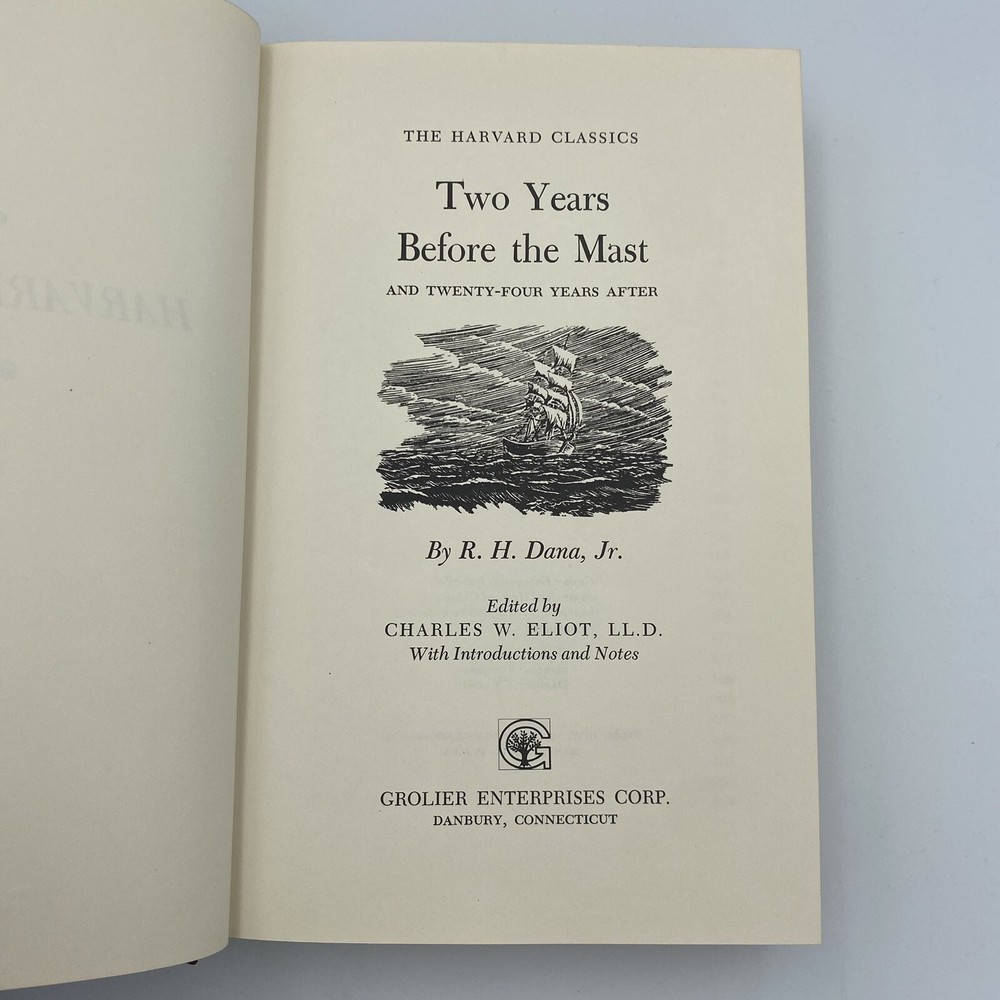 THE HARVARD CLASSICS
Two Years
Before the Mast
AND TWENTY-FOUR YEARS AFTER
By R. H. Dana, Jr.
Edited by
CHARLES W. ELIOT, LL.D.
With Introductions and Notes
G
GROLIER ENTERPRISES CORP.
DANBURY, CONNECTICUT